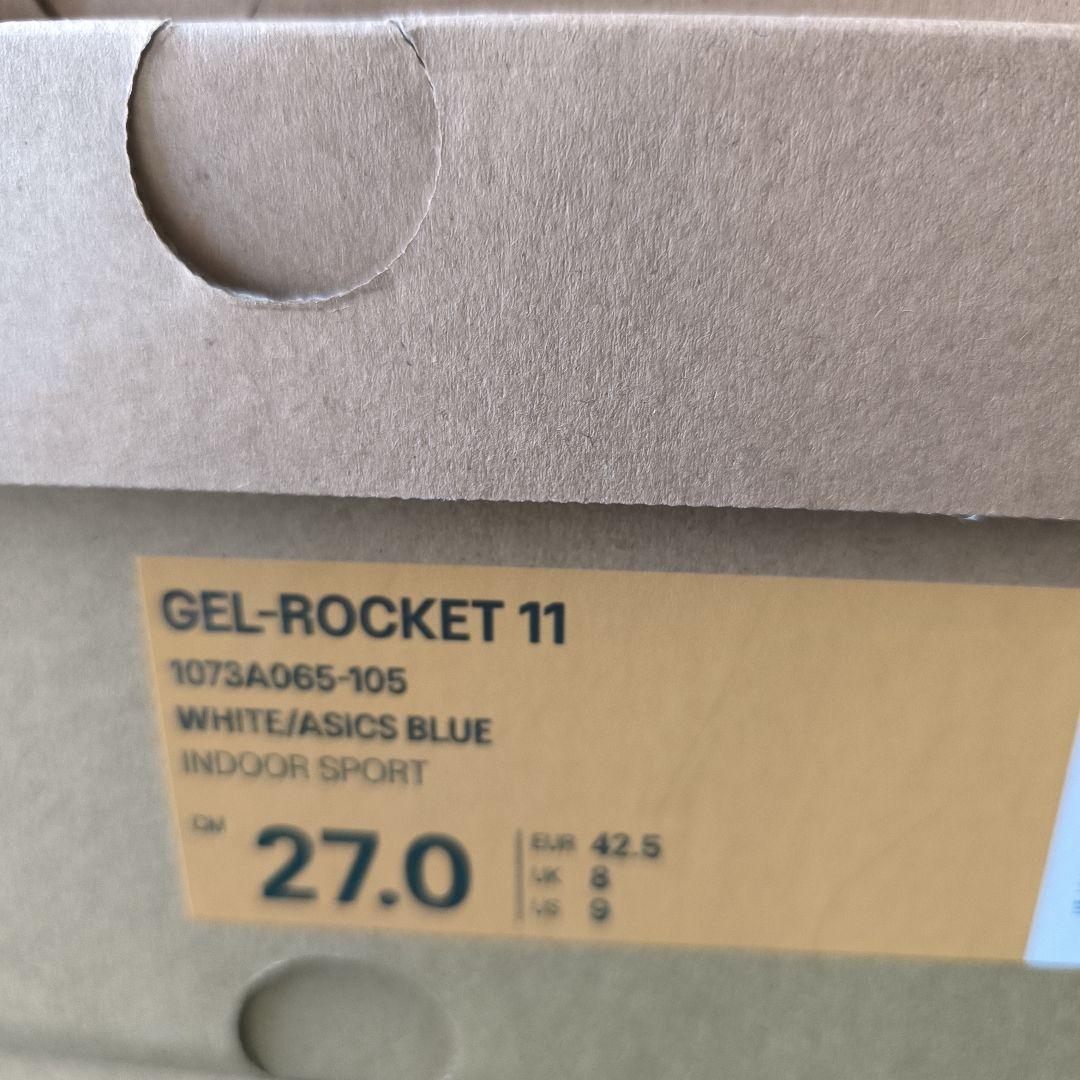 GEL-ROCKET 11
1073A065-105
WHITE/ASICS BLUE
INDOOR SPORT
CM 27.0
EUR 42.5
UK 8
US 9